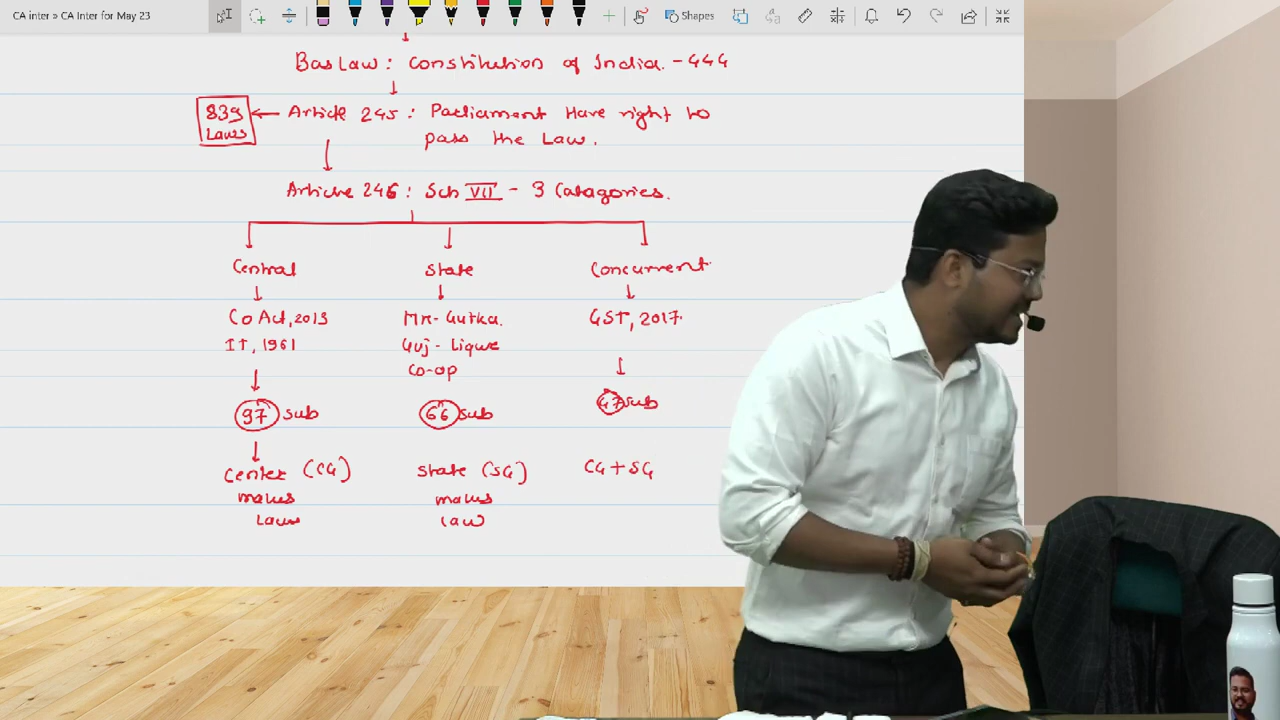 CA inter » CA Inter for May 23
Shapes
Bas Law : Constitution of India. - 444
839 Laws ← Article 245 : Parliament Have right to
pass the Law.
Article 246 : Sch VII - 3 Catagories.
Central State Concurrent
Co Act, 2013 MH - Gutka. GST, 2017
IT, 1961 Guj - Lique
Co-op
97 sub 66 sub 47 sub
Center (CG) State (SG) CG + SG
makes makes
Laws Law